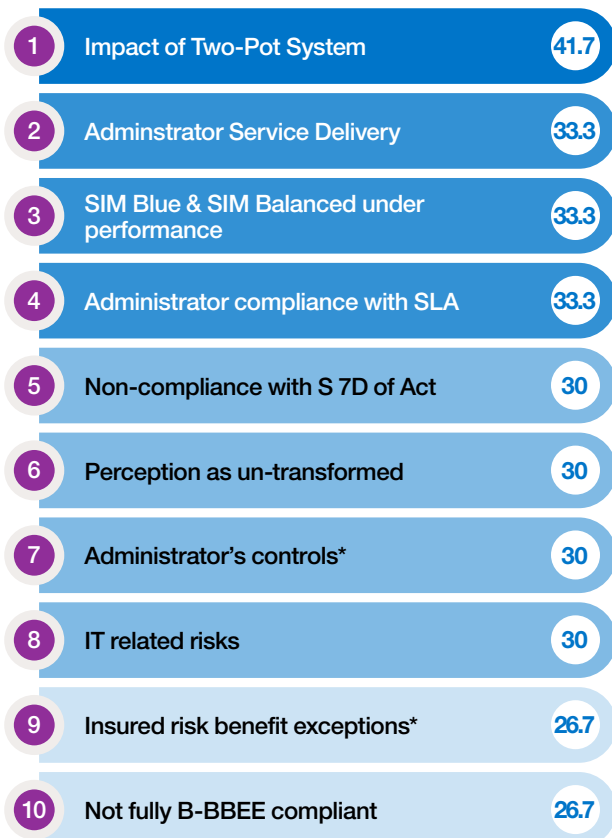 1 Impact of Two-Pot System 41.7
2 Adminstrator Service Delivery 33.3
3 SIM Blue & SIM Balanced under
performance 33.3
4 Administrator compliance with SLA 33.3
5 Non-compliance with S 7D of Act 30
6 Perception as un-transformed 30
7 Administrator's controls* 30
8 IT related risks 30
9 Insured risk benefit exceptions* 26.7
10 Not fully B-BBEE compliant 26.7